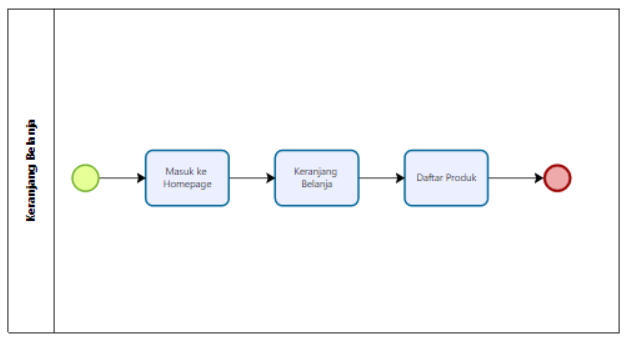 Keranjang Belanja
Masuk ke
Homepage
Keranjang
Belanja
Daftar Produk